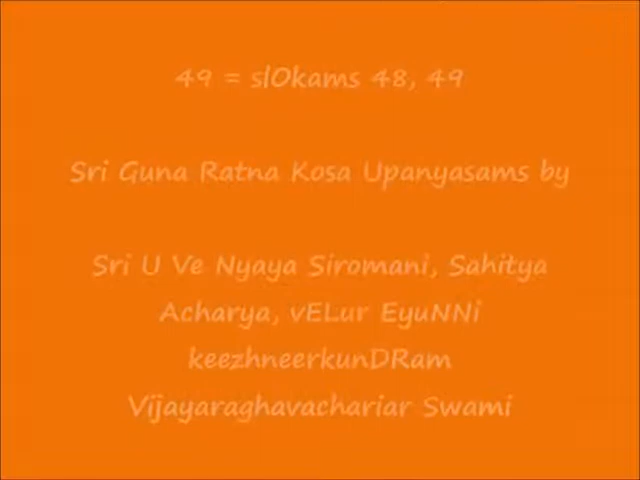 49 = slOkams 48, 49
Sri Guna Ratna Kosa Upanyasams by
Sri U Ve Nyaya Siromani, Sahitya
Acharya, vELur EyuNNi
keezhneerkunDRam
Vijayaraghavachariar Swami